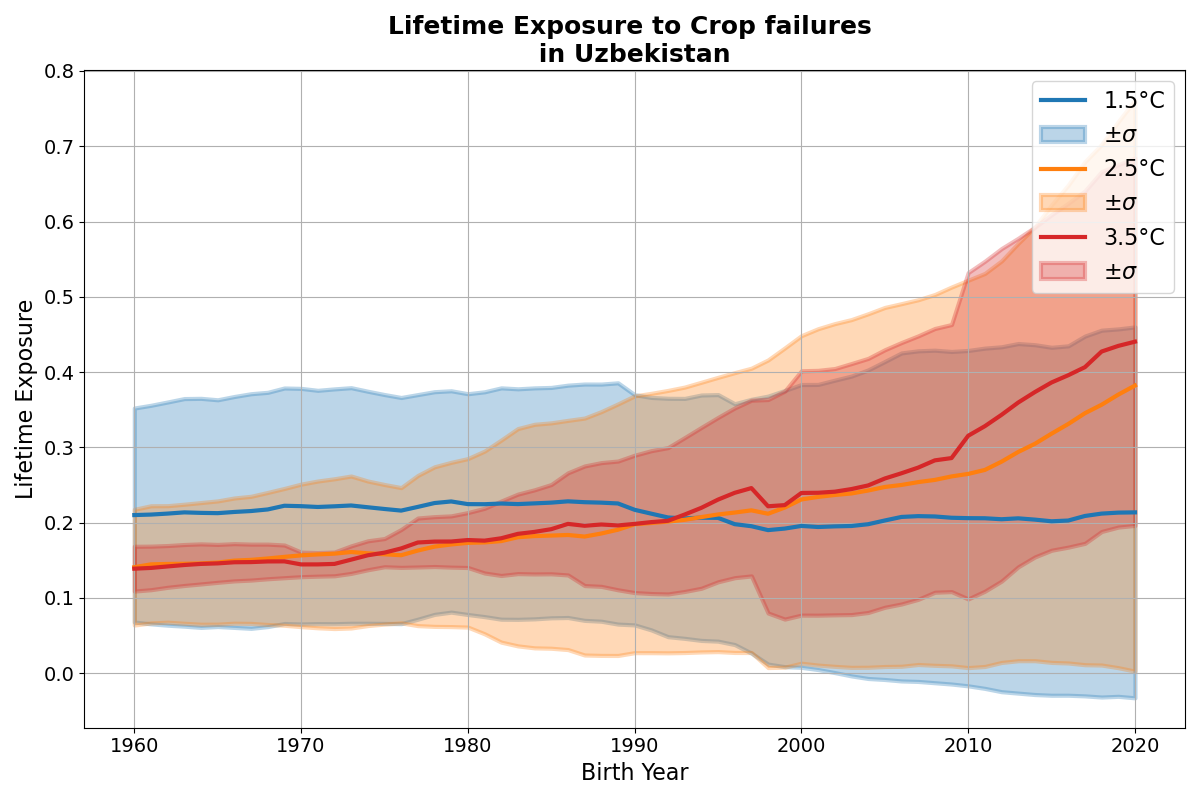 Lifetime Exposure to Crop failures
in Uzbekistan
Lifetime Exposure
0.8
0.7
0.6
0.5
0.4
0.3
0.2
0.1
0.0
1.5°C
±σ
2.5°C
±σ
3.5°C
±σ
1960
1970
1980
1990
2000
2010
2020
Birth Year